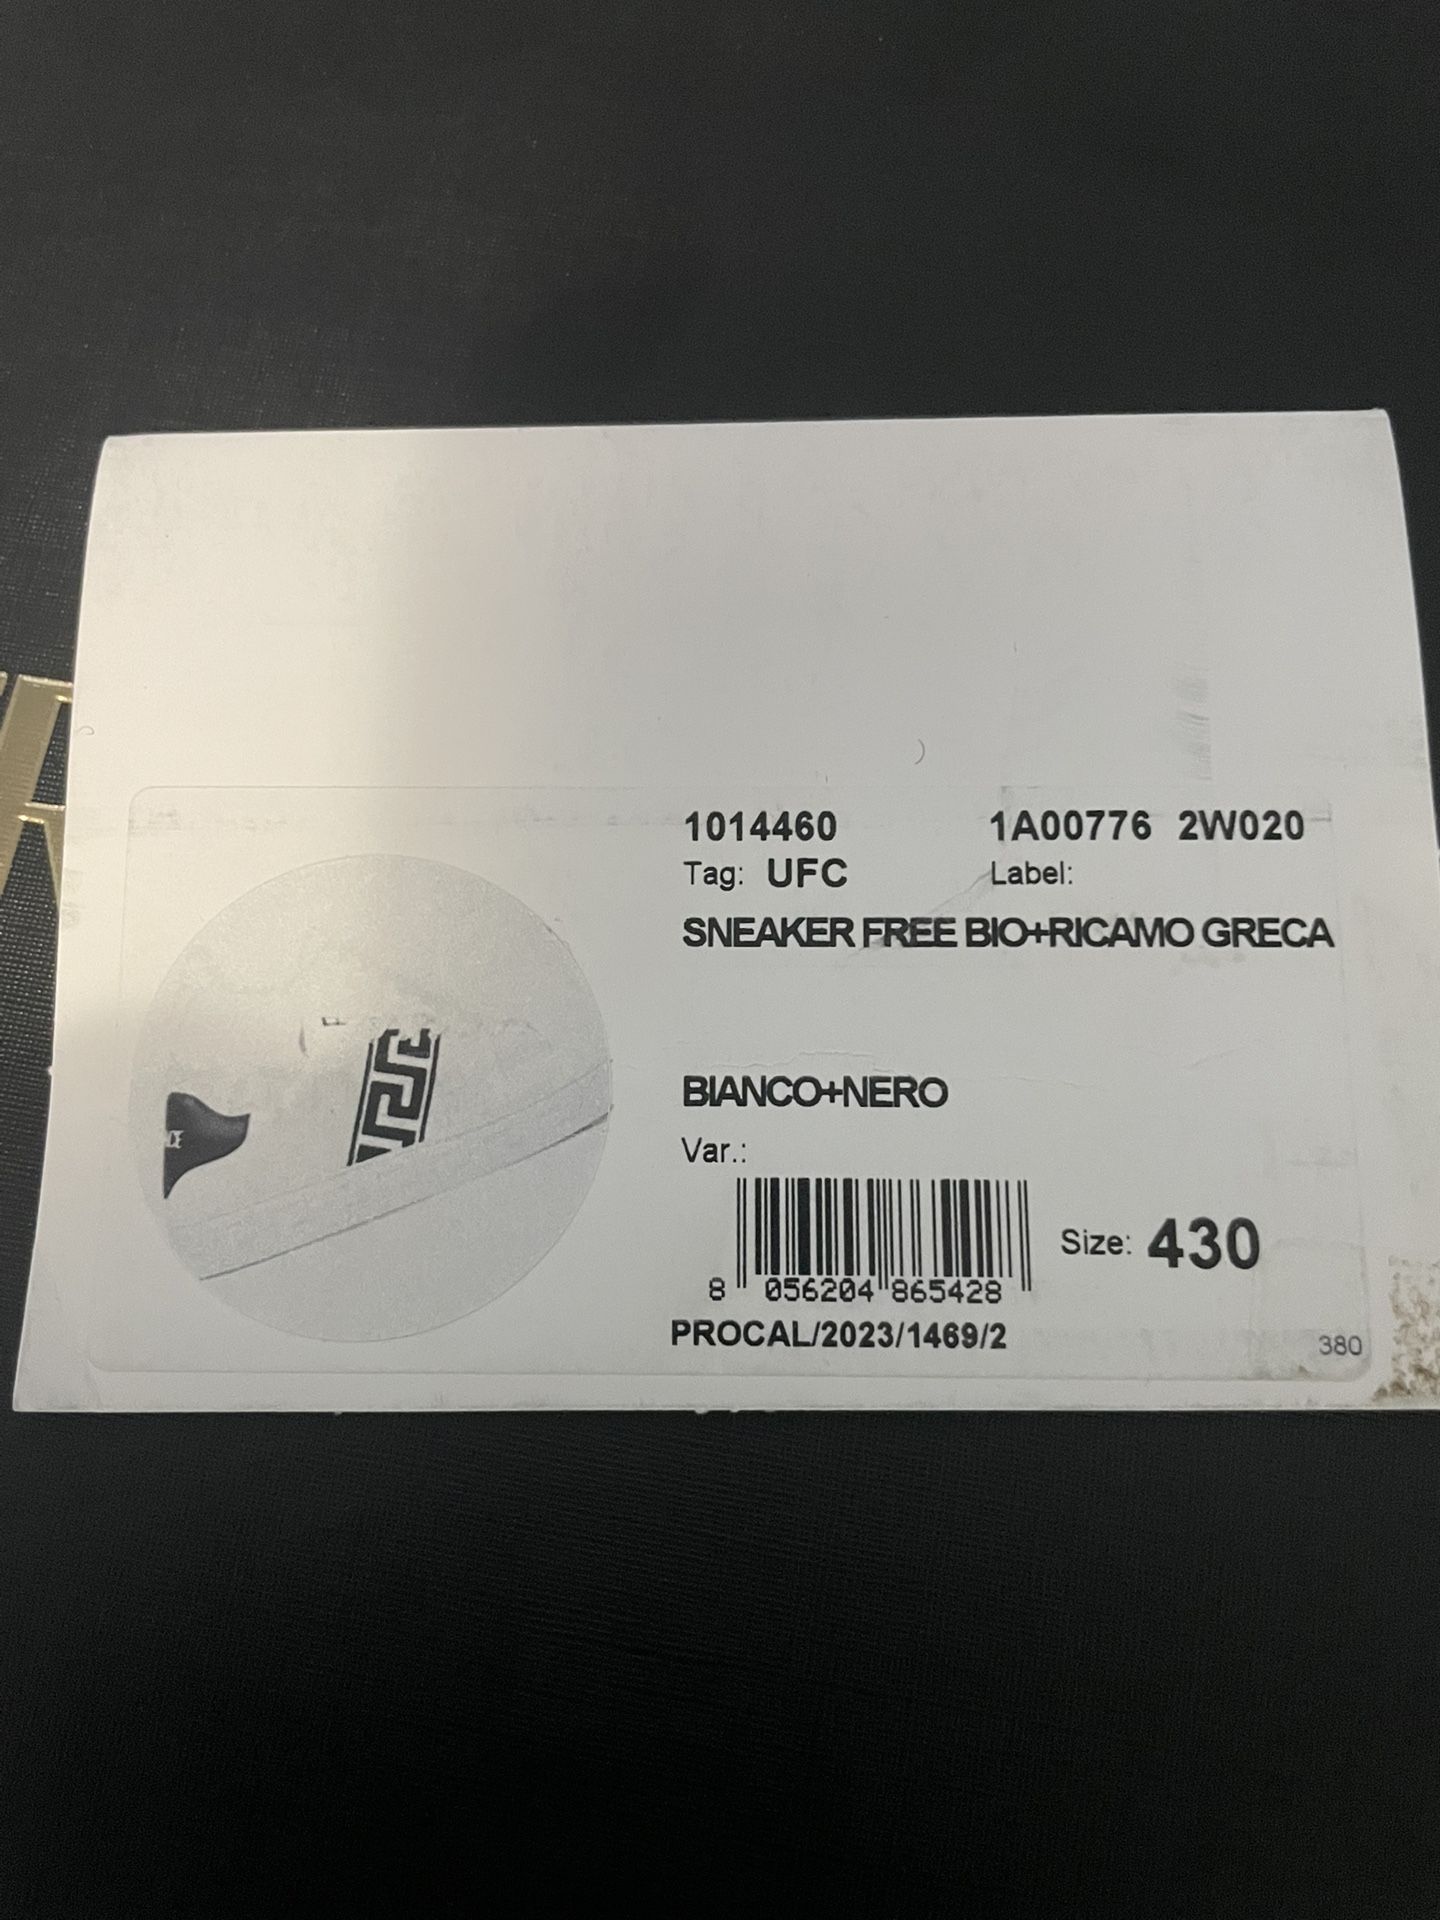 1014460 1A00776 2W020
Tag: UFC Label:
SNEAKER FREE BIO+RICAMO GRECA
BIANCO+NERO
Var.:
Size: 430
8 056204 865428
PROCAL/2023/1469/2
380